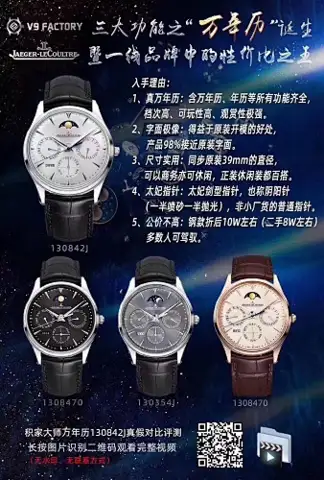 V9 FACTORY
JAEGER-LECOULTRE
三大功能之“万年历”诞生
暨一线品牌中的性价比之王
入手理由：
1、真万年历：含万年历、年历等所有功能齐全，
档次高、可玩性高、观赏性极强。
2、字面极像：得益于原装开模的好处，
产品98%接近原装字面。
3、尺寸实用：同步原装39mm的直径，
可以商务亦可休闲，正装休闲装都百搭。
4、太妃指针：太妃剑型指针，也称阴阳针
（一半喷砂一半抛光），非小厂货的普通指针。
5、公价不高：钢款折后10W左右（二手8W左右）
多数人可驾驭。
130842J
1308470
130354J
1308470
积家大师万年历130842J真假对比评测
长按图片识别二维码观看完整视频
（无水印、无联系方式）